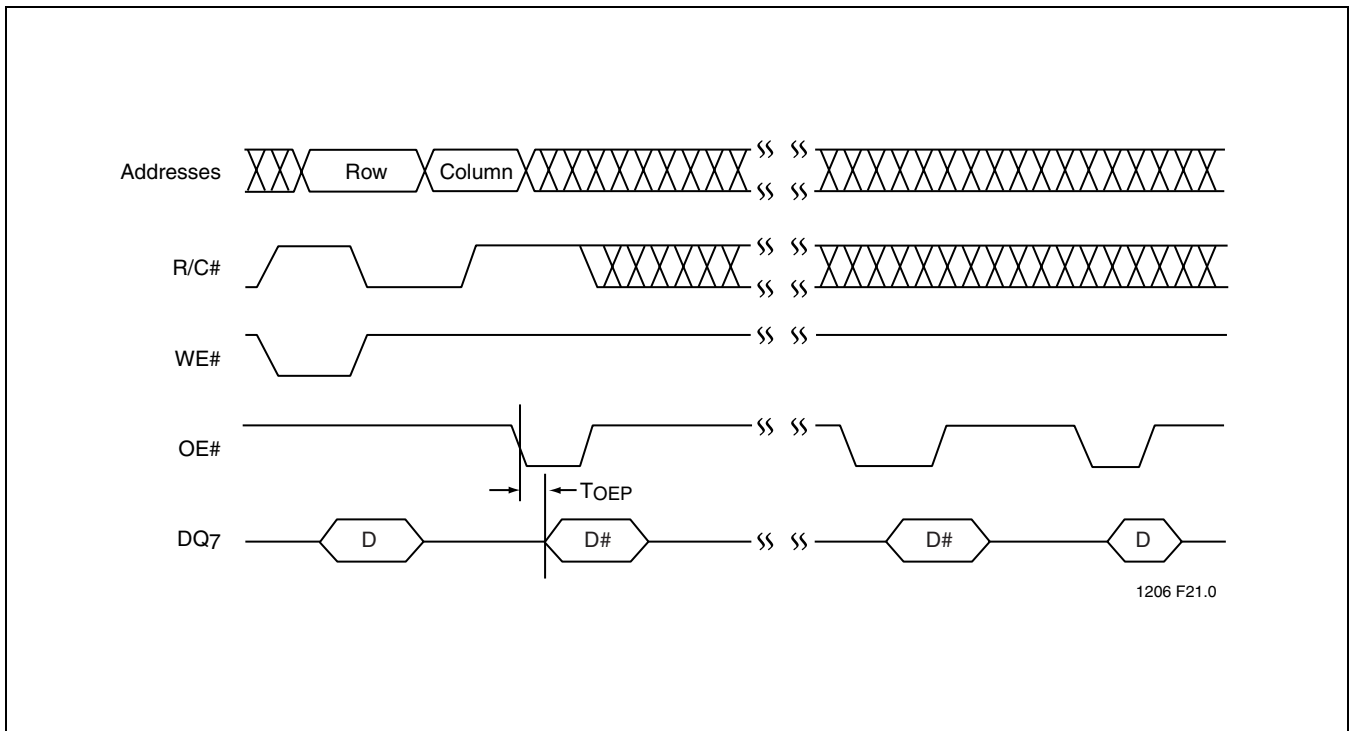 Addresses Row Column
R/C#
WE#
OE#
TOEP
DQ7 D D# D# D
1206 F21.0